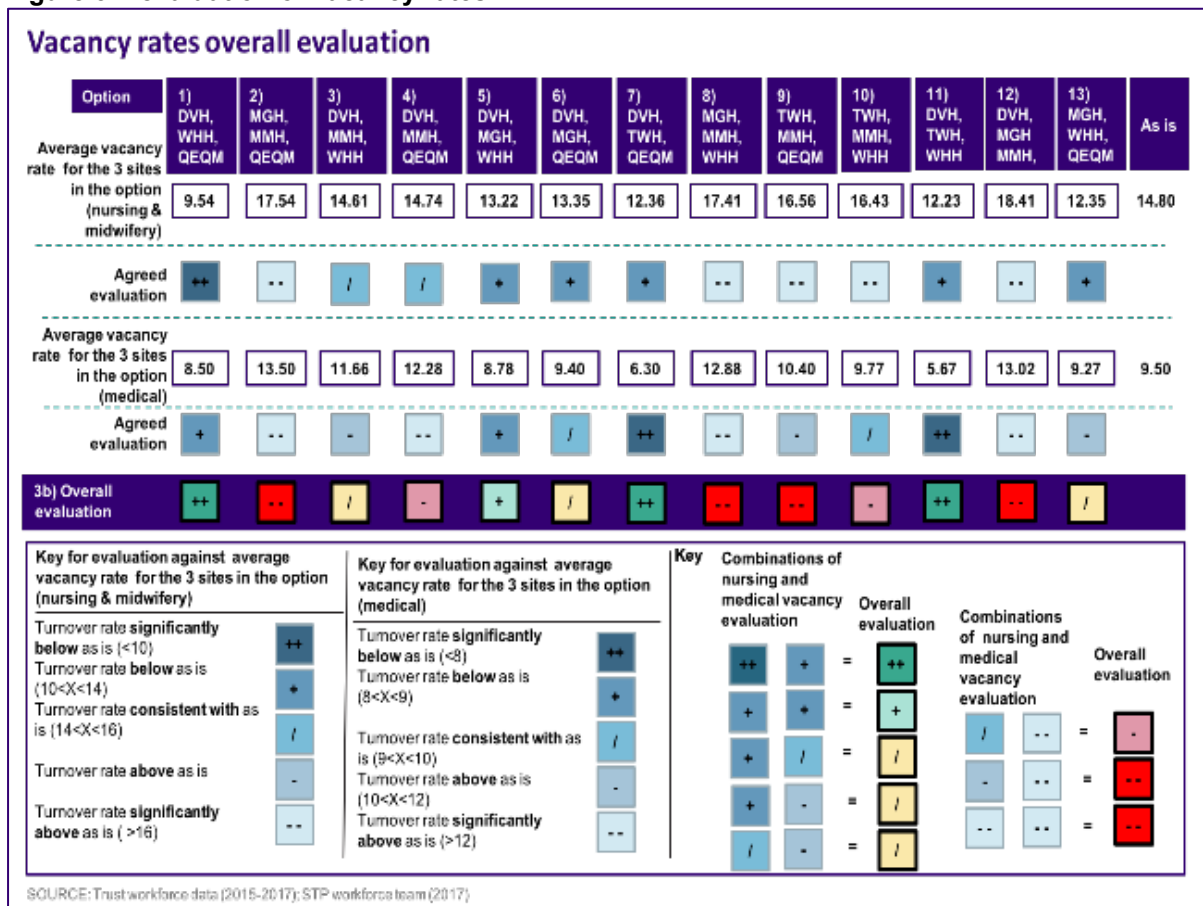 Vacancy rates overall evaluation
Option
1) DVH, WHH, QEQM
2) MGH, MMH, QEQM
3) DVH, MMH, WHH
4) DVH, MMH, QEQM
5) DVH, MGH, WHH
6) DVH, MGH, QEQM
7) DVH, TWH, QEQM
8) MGH, MMH, WHH
9) TWH, MMH, QEQM
10) TWH, MMH, WHH
11) DVH, TWH, WHH
12) DVH, MGH MMH,
13) MGH, WHH, QEQM
As is
Average vacancy
rate for the 3 sites
in the option
(nursing &
midwifery)
9.54 17.54 14.61 14.74 13.22 13.35 12.36 17.41 16.56 16.43 12.23 18.41 12.35 14.80
Agreed
evaluation
++ -- / / + + + -- -- -- + -- +
Average vacancy
rate for the 3 sites
in the option
(medical)
8.50 13.50 11.66 12.28 8.78 9.40 6.30 12.88 10.40 9.77 5.67 13.02 9.27 9.50
Agreed
evaluation
+ -- - -- + / ++ -- - / ++ -- -
3b) Overall
evaluation
++ -- / - + / ++ -- -- - ++ -- /
Key for evaluation against average
vacancy rate for the 3 sites in the option
(nursing & midwifery)
Turnover rate significantly
below as is (<10)
++
Turnover rate below as is
(10<X<14)
+
Turnover rate consistent with as
is (14<X<16)
/
Turnover rate above as is
-
Turnover rate significantly
above as is ( >16)
--
Key for evaluation against average
vacancy rate for the 3 sites in the option
(medical)
Turnover rate significantly
below as is (<8)
++
Turnover rate below as is
(8<X<9)
+
Turnover rate consistent with as
is (9<X<10)
/
Turnover rate above as is
(10<X<12)
-
Turnover rate significantly
above as is (>12)
--
Key
Combinations of
nursing and
medical vacancy
evaluation
Overall
evaluation
++ + = ++
+ + = +
+ / = /
+ - = /
/ - = /
Combinations
of nursing and
medical
vacancy
evaluation
Overall
evaluation
/ -- = -
- -- = --
-- -- = --
SOURCE: Trust workforce data (2015-2017); STP workforce team (2017)